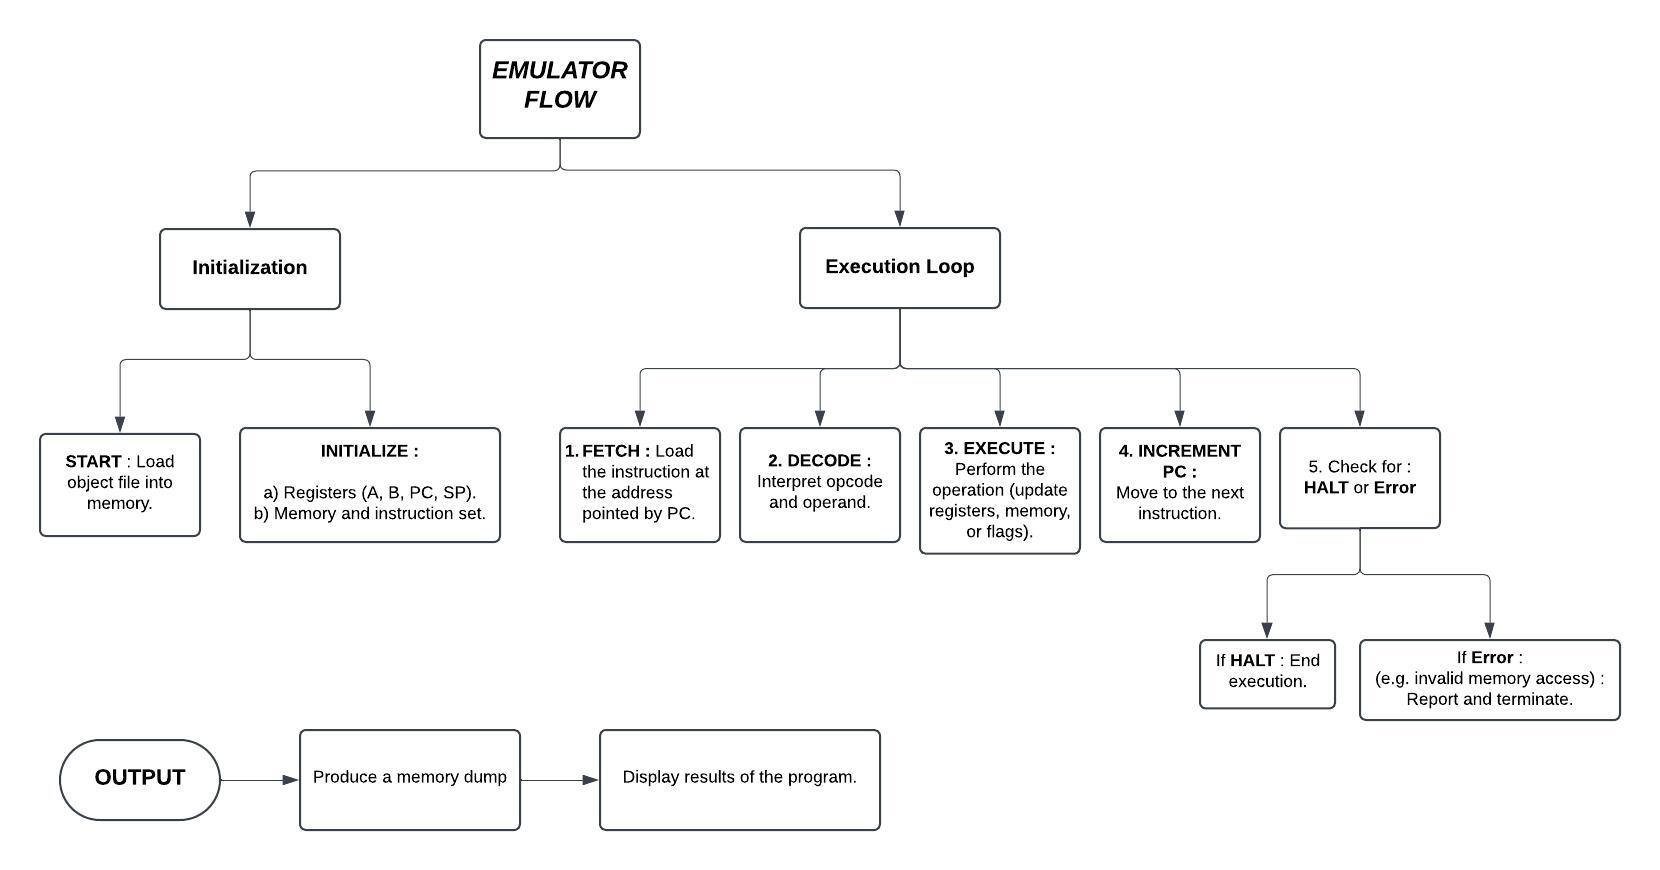 EMULATOR
FLOW
Initialization
Execution Loop
START : Load
object file into
memory.
INITIALIZE :
a) Registers (A, B, PC, SP).
b) Memory and instruction set.
1. FETCH : Load
the instruction at
the address
pointed by PC.
2. DECODE :
Interpret opcode
and operand.
3. EXECUTE :
Perform the
operation (update
registers, memory,
or flags).
4. INCREMENT
PC :
Move to the next
instruction.
5. Check for :
HALT or Error
If HALT : End
execution.
If Error :
(e.g. invalid memory access) :
Report and terminate.
OUTPUT
Produce a memory dump
Display results of the program.